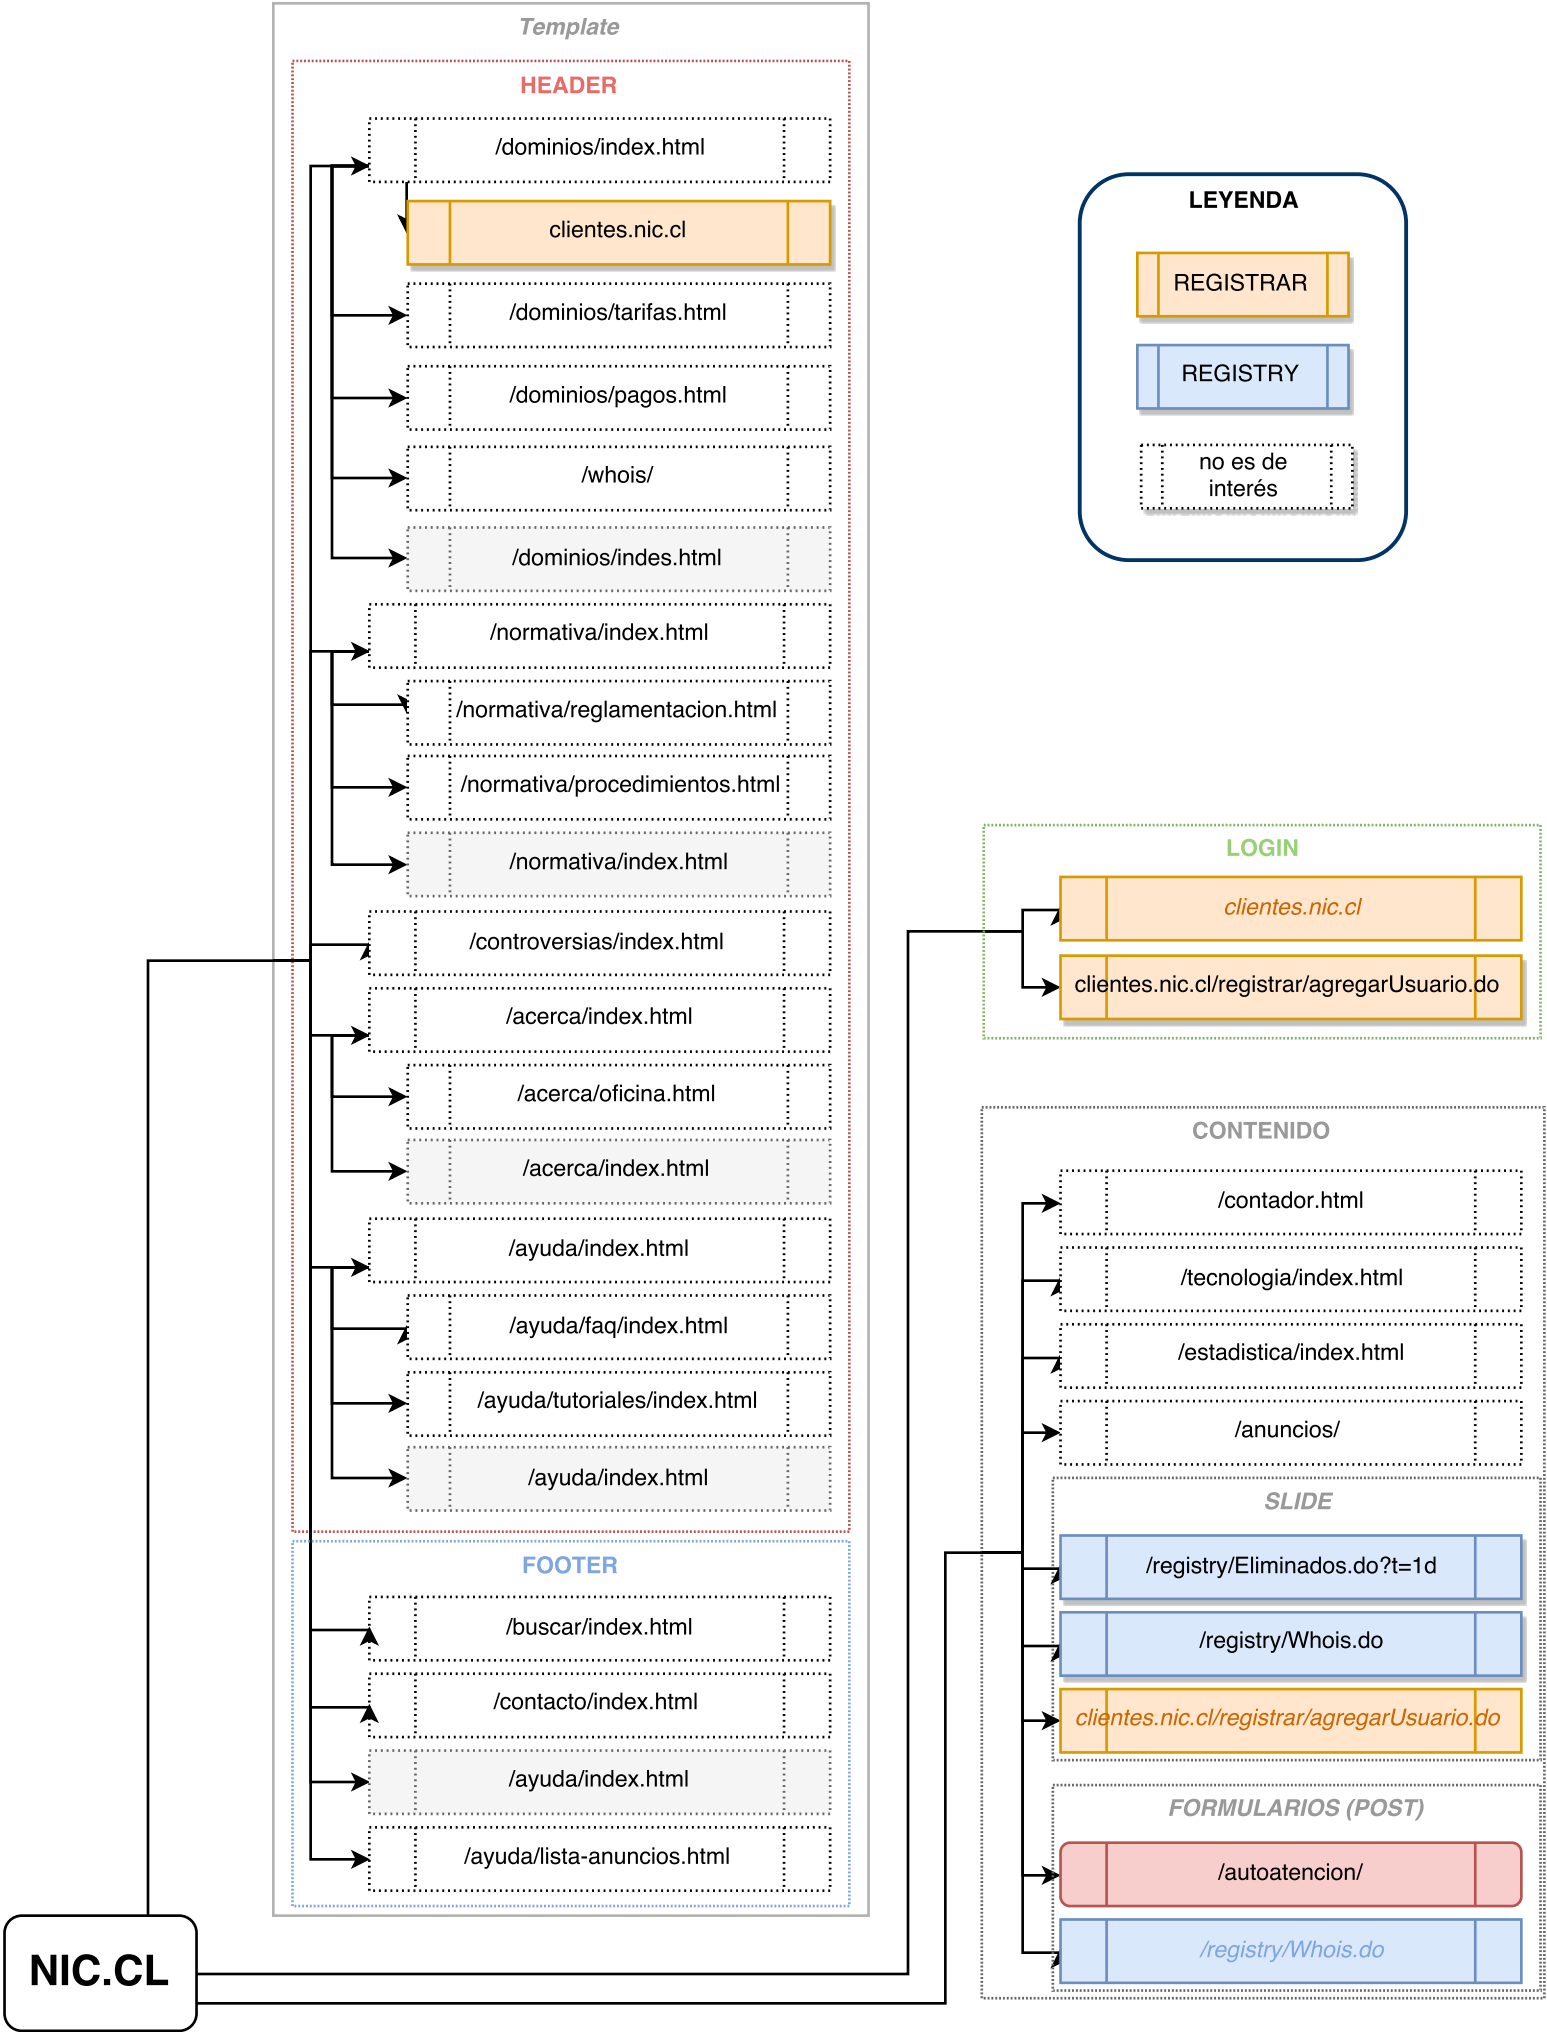 Template
HEADER
/dominios/index.html
clientes.nic.cl
/dominios/tarifas.html
/dominios/pagos.html
/whois/
/dominios/indes.html
/normativa/index.html
/normativa/reglamentacion.html
/normativa/procedimientos.html
/normativa/index.html
/controversias/index.html
/acerca/index.html
/acerca/oficina.html
/acerca/index.html
/ayuda/index.html
/ayuda/faq/index.html
/ayuda/tutoriales/index.html
/ayuda/index.html
FOOTER
/buscar/index.html
/contacto/index.html
/ayuda/index.html
/ayuda/lista-anuncios.html
NIC.CL
LEYENDA
REGISTRAR
REGISTRY
no es de
interés
LOGIN
clientes.nic.cl
clientes.nic.cl/registrar/agregarUsuario.do
CONTENIDO
/contador.html
/tecnologia/index.html
/estadistica/index.html
/anuncios/
SLIDE
/registry/Eliminados.do?t=1d
/registry/Whois.do
clientes.nic.cl/registrar/agregarUsuario.do
FORMULARIOS (POST)
/autoatencion/
/registry/Whois.do